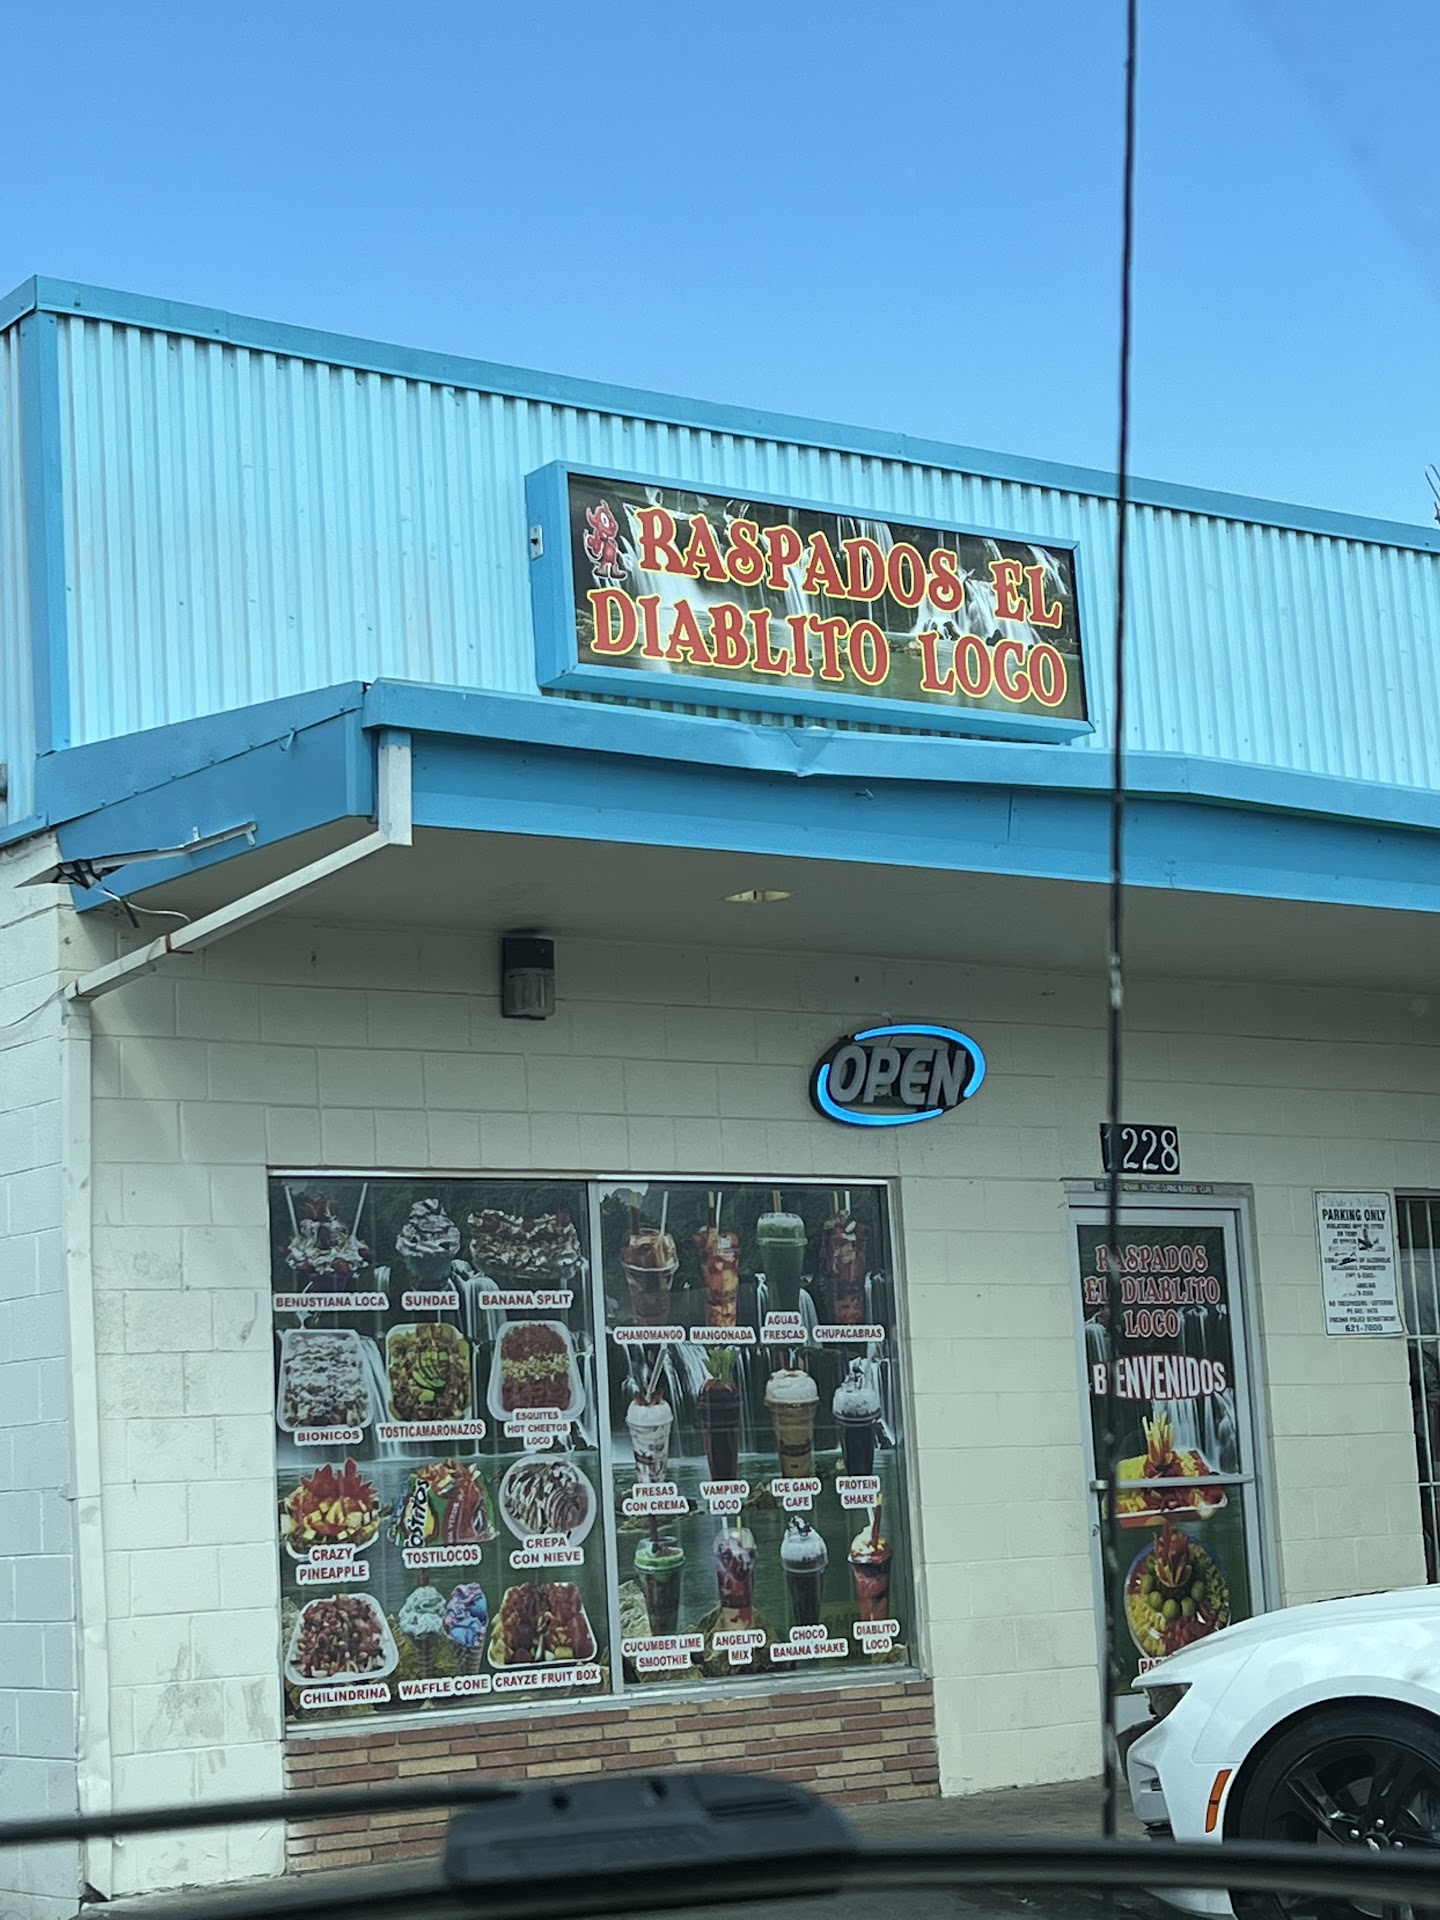 RASPADOS EL
DIABLITO LOCO
OPEN
1228
BENUSTIANA LOCA
SUNDAE
BANANA SPLIT
BIONICOS
TOSTICAMARONAZOS
ESQUITES
HOT CHEETOS
LOCO
CRAZY
PINEAPPLE
TOSTILOCOS
CREPA
CON NIEVE
CHILINDRINA
WAFFLE CONE
CRAYZE FRUIT BOX
CHAMOMANGO
MANGONADA
AGUAS
FRESCAS
CHUPACABRAS
FRESAS
CON CREMA
VAMPIRO
LOCO
ICE GANO
CAFE
PROTEIN
SHAKE
CUCUMBER LIME
SMOOTHIE
ANGELITO
MIX
CHOCO
BANANA SHAKE
DIABLITO
LOCO
RASPADOS
EL DIABLITO
LOCO
BIENVENIDOS
PARKING ONLY
621-7000